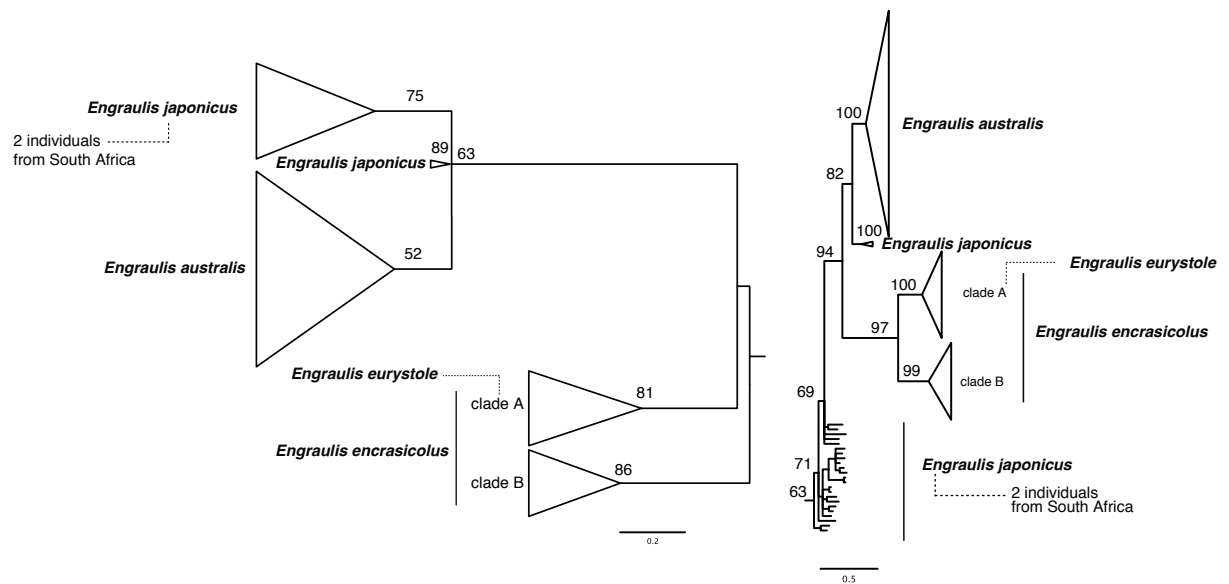 75
Engraulis japonicus
2 individuals
from South Africa
89
63
Engraulis japonicus
52
Engraulis australis
Engraulis eurystole
81
clade A
Engraulis encrasicolus
86
clade B
0.2
100
Engraulis australis
82
100
Engraulis japonicus
94
Engraulis eurystole
100
clade A
97
Engraulis encrasicolus
99
clade B
69
71
Engraulis japonicus
63
2 individuals
from South Africa
0.5